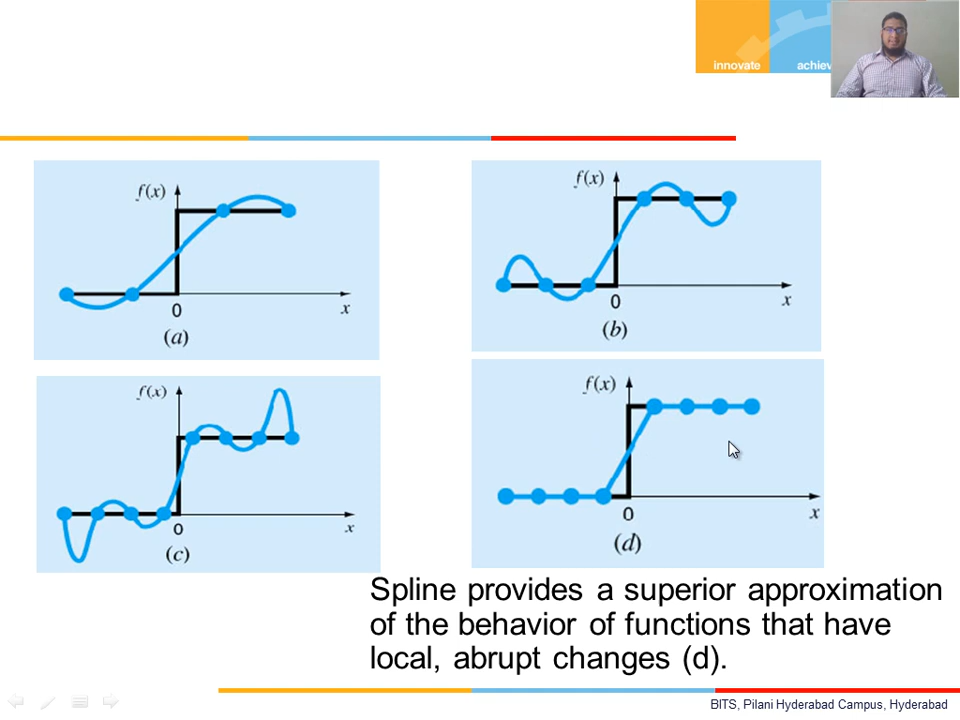 innovate
achiev
f(x)
0
x
(a)
f(x)
0
x
(b)
f(x)
0
x
(c)
f(x)
0
x
(d)
Spline provides a superior approximation
of the behavior of functions that have
local, abrupt changes (d).
BITS, Pilani Hyderabad Campus, Hyderabad